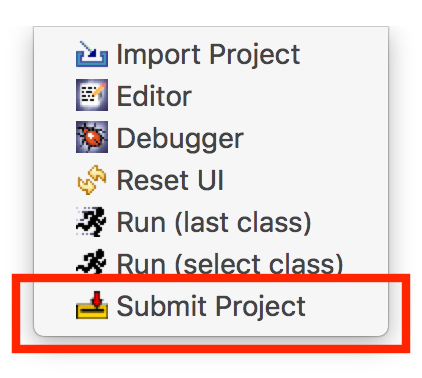 Import Project
Editor
Debugger
Reset UI
Run (last class)
Run (select class)
Submit Project